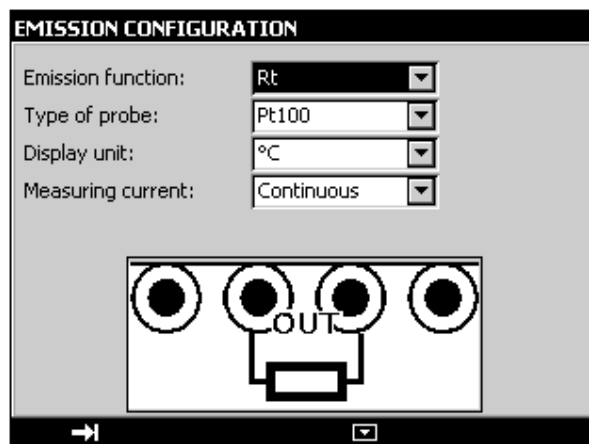 EMISSION CONFIGURATION
Emission function: Rt
Type of probe: Pt100
Display unit: °C
Measuring current: Continuous
OUT